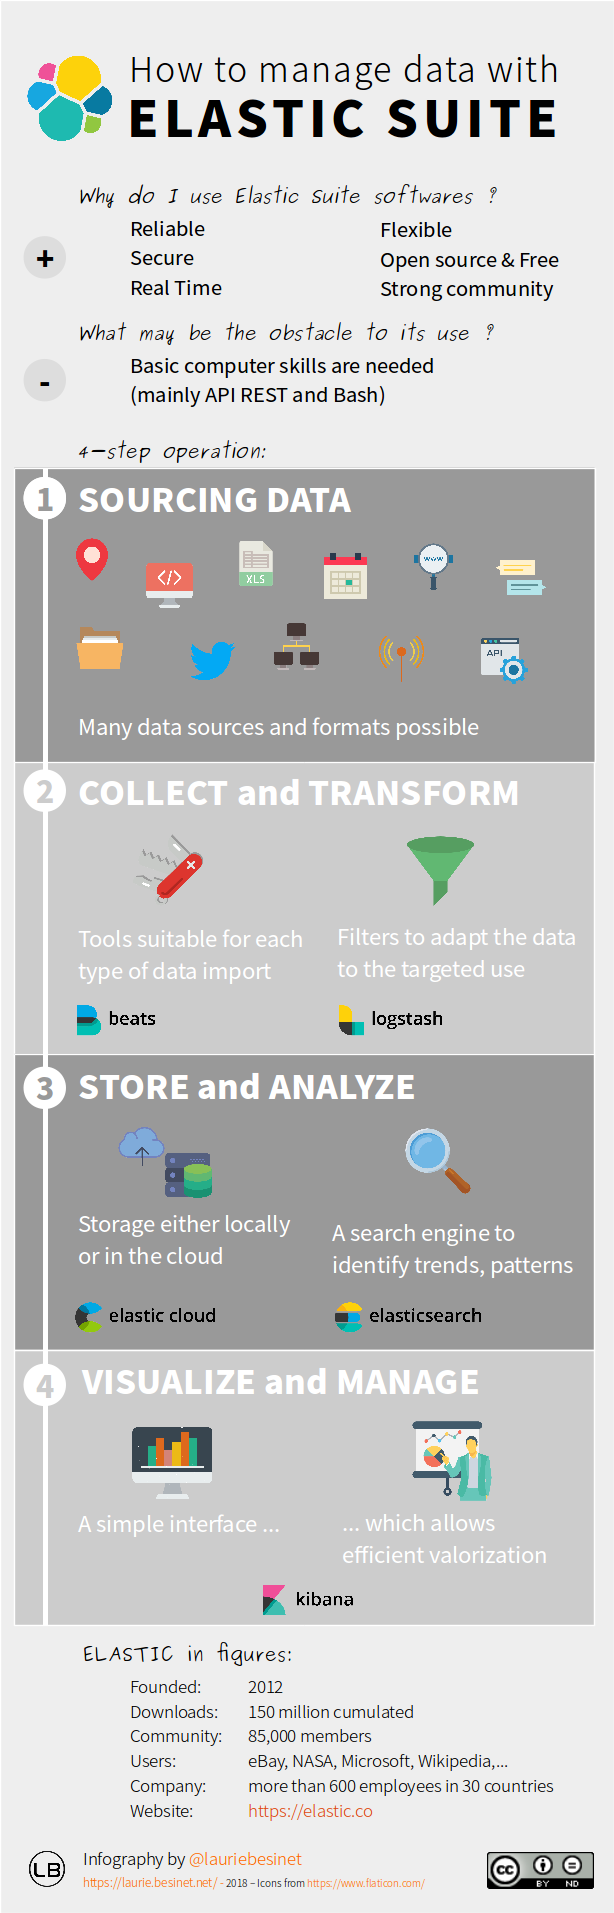 How to manage data with
ELASTIC SUITE
Why do I use Elastic Suite softwares ?
+
Reliable
Secure
Real Time
Flexible
Open source & Free
Strong community
What may be the obstacle to its use ?
-
Basic computer skills are needed
(mainly API REST and Bash)
4-step operation:
1 SOURCING DATA
</>
XLS
www
API
Many data sources and formats possible
2 COLLECT and TRANSFORM
Tools suitable for each
type of data import
beats
Filters to adapt the data
to the targeted use
logstash
3 STORE and ANALYZE
Storage either locally
or in the cloud
elastic cloud
A search engine to
identify trends, patterns
elasticsearch
4 VISUALIZE and MANAGE
A simple interface ...
... which allows
efficient valorization
kibana
ELASTIC in figures:
Founded: 2012
Downloads: 150 million cumulated
Community: 85,000 members
Users: eBay, NASA, Microsoft, Wikipedia,...
Company: more than 600 employees in 30 countries
Website: https://elastic.co
LB
Infography by @lauriebesinet
https://laurie.besinet.net/ - 2018 – Icons from https://www.flaticon.com/
cc
BY ND